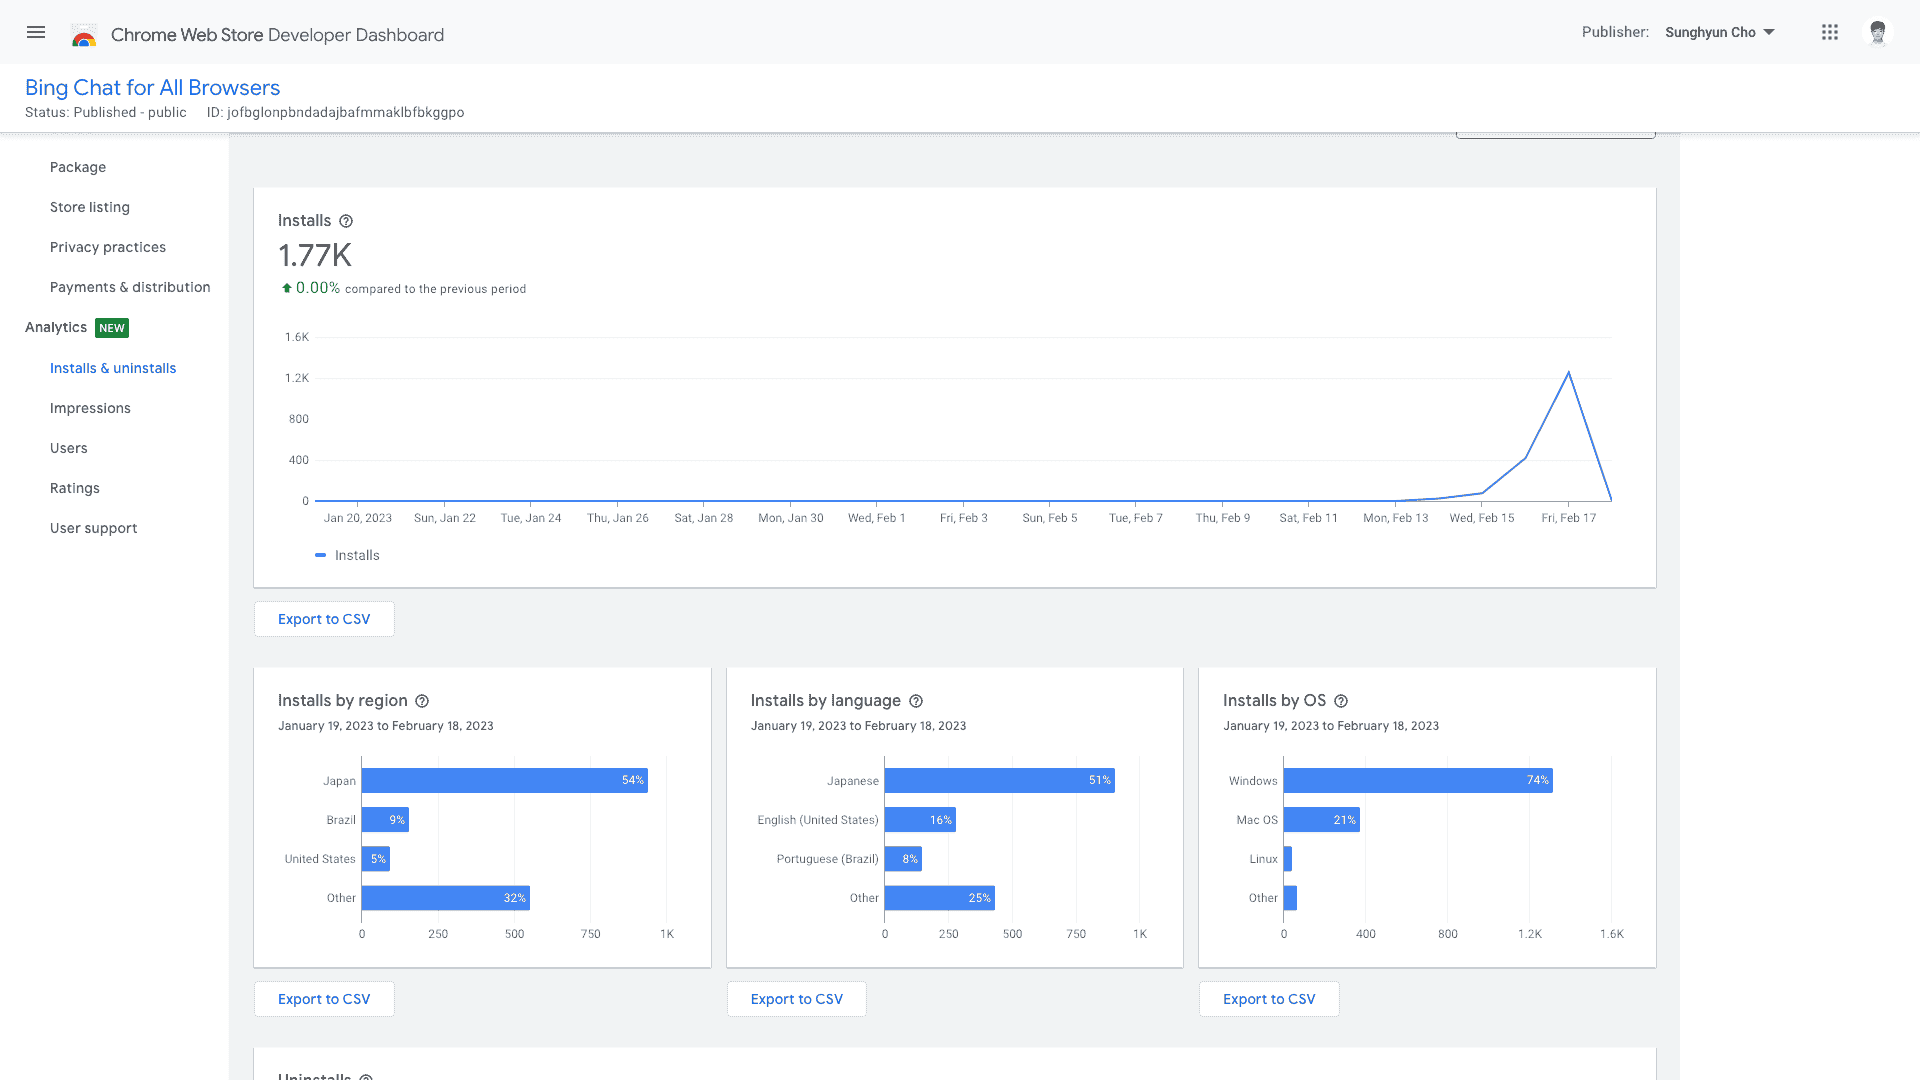 Chrome Web Store Developer Dashboard
Publisher: Sunghyun Cho
Bing Chat for All Browsers
Status: Published - public ID: jofbglonpbndadajbafmmaklbfbkggpo
Package
Store listing
Privacy practices
Payments & distribution
Analytics NEW
Installs & uninstalls
Impressions
Users
Ratings
User support
Installs
1.77K
0.00% compared to the previous period
1.6K
1.2K
800
400
0
Jan 20, 2023 Sun, Jan 22 Tue, Jan 24 Thu, Jan 26 Sat, Jan 28 Mon, Jan 30 Wed, Feb 1 Fri, Feb 3 Sun, Feb 5 Tue, Feb 7 Thu, Feb 9 Sat, Feb 11 Mon, Feb 13 Wed, Feb 15 Fri, Feb 17
Installs
Export to CSV
Installs by region
January 19, 2023 to February 18, 2023
Japan 54%
Brazil 9%
United States 5%
Other 32%
0 250 500 750 1K
Export to CSV
Installs by language
January 19, 2023 to February 18, 2023
Japanese 51%
English (United States) 16%
Portuguese (Brazil) 8%
Other 25%
0 250 500 750 1K
Export to CSV
Installs by OS
January 19, 2023 to February 18, 2023
Windows 74%
Mac OS 21%
Linux
Other
0 400 800 1.2K 1.6K
Export to CSV
Uninstalls